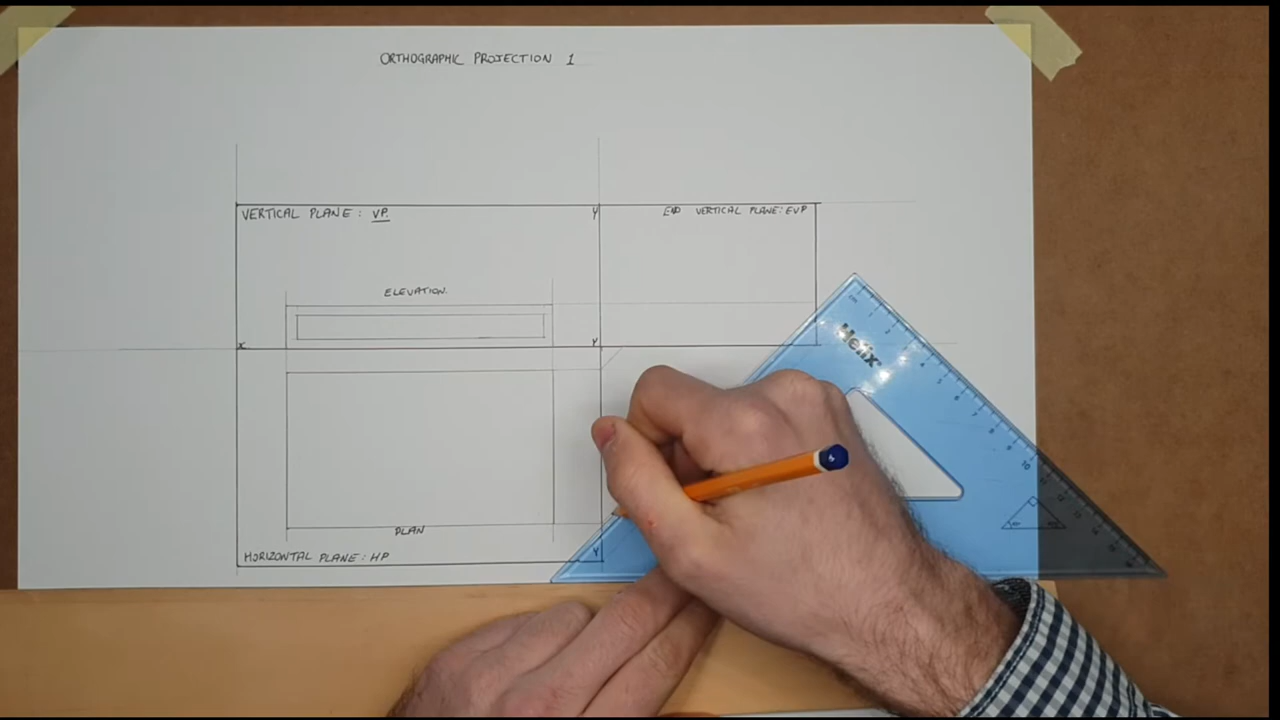 ORTHOGRAPHIC PROJECTION 1
VERTICAL PLANE: VP.
Y
END VERTICAL PLANE: EVP
ELEVATION.
X
Y
Helix
PLAN
HORIZONTAL PLANE: HP
Y